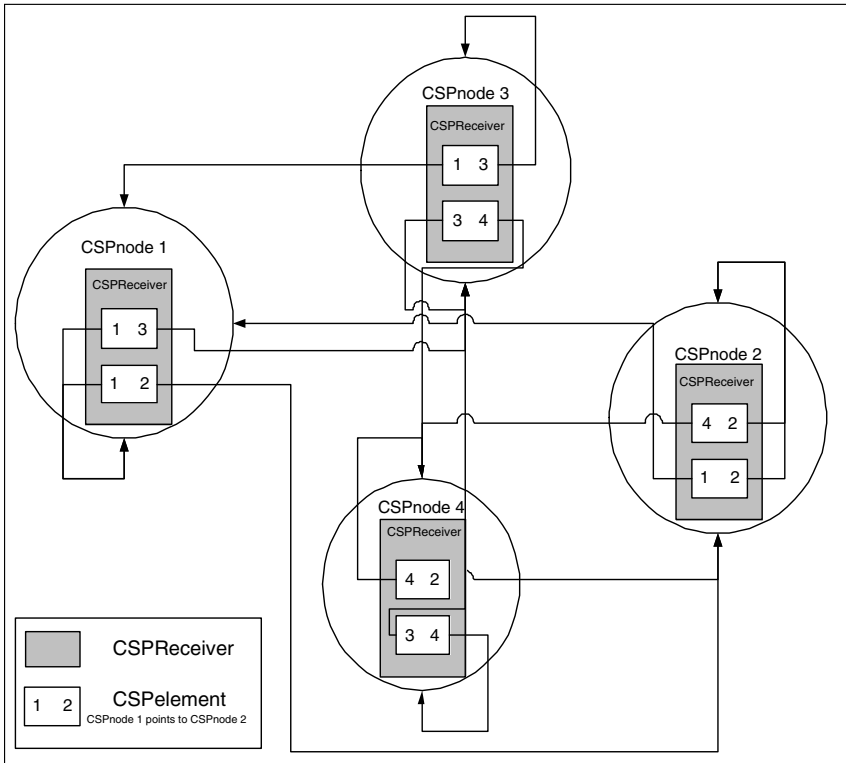 CSPnode 3
CSPReceiver
1 3
3 4
CSPnode 1
CSPReceiver
1 3
1 2
CSPnode 2
CSPReceiver
4 2
1 2
CSPnode 4
CSPReceiver
4 2
3 4
CSPReceiver
1 2
CSPelement
CSPnode 1 points to CSPnode 2